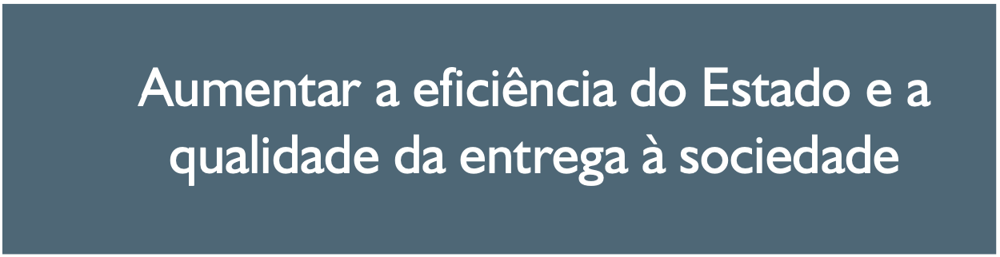 Aumentar a eficiência do Estado e a
qualidade da entrega à sociedade